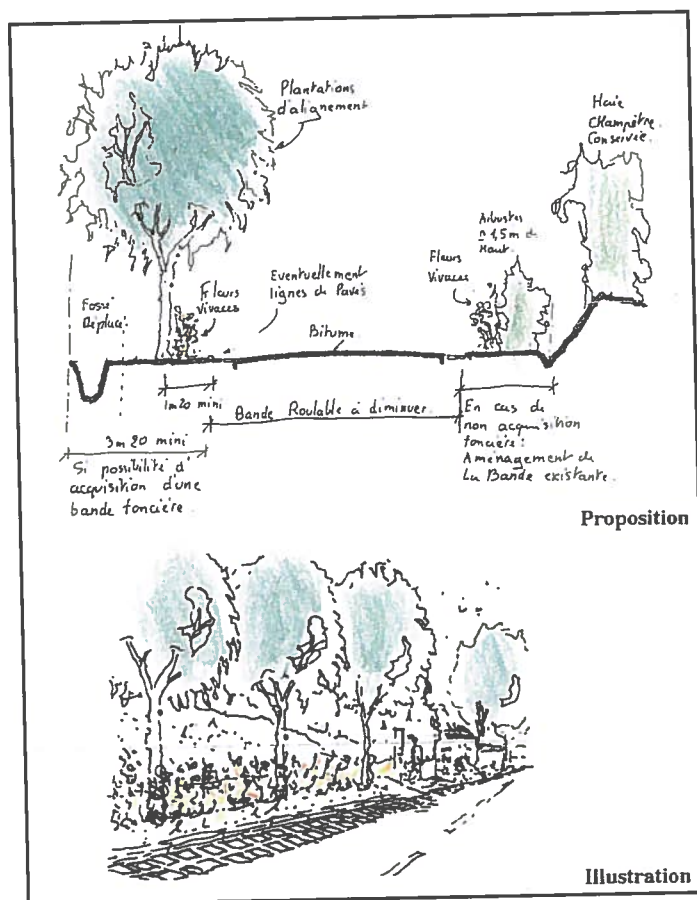 Plantations
d'alignement
Haie
Champêtre
Conservée.
Arbustes
à 1,5m de
Haut
Fleurs
Vivaces
Eventuellement
lignes de Pavés
Fleurs
Vivaces
Fossé
Déplacé.
Bitume
1m20 mini
Bande Roulable à diminuer
3m20 mini
Si possibilité d'
acquisition d'une
bande foncière.
En cas de
non acquisition
foncière:
Aménagement de
La Bande existante.
Proposition
Illustration